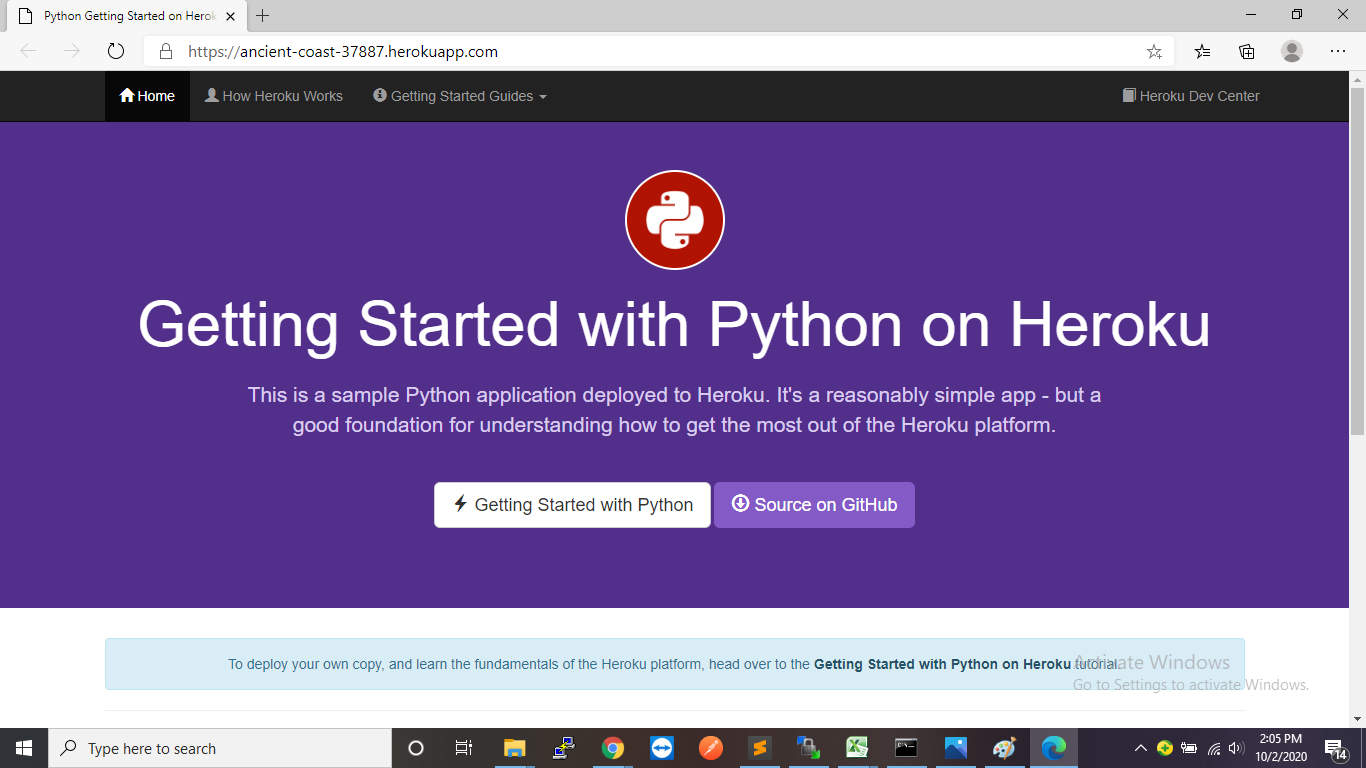 Python Getting Started on Herok
https://ancient-coast-37887.herokuapp.com
Home How Heroku Works Getting Started Guides Heroku Dev Center
Getting Started with Python on Heroku
This is a sample Python application deployed to Heroku. It's a reasonably simple app - but a
good foundation for understanding how to get the most out of the Heroku platform.
Getting Started with Python Source on GitHub
To deploy your own copy, and learn the fundamentals of the Heroku platform, head over to the Getting Started with Python on Heroku tutorial.
Activate Windows
Go to Settings to activate Windows.
Type here to search
2:05 PM
10/2/2020
14